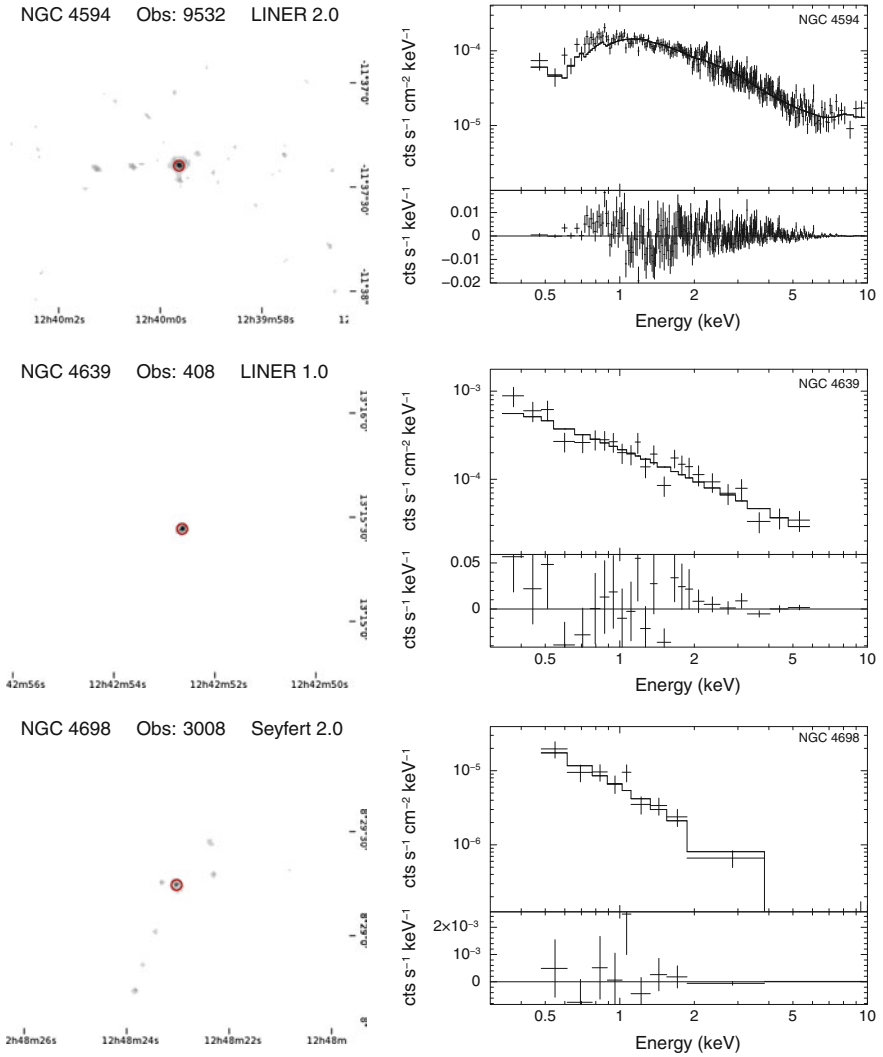 NGC 4594 Obs: 9532 LINER 2.0
-11°37'0"
-11°37'30"
-11°38'
12h40m2s 12h40m0s 12h39m58s 12
NGC 4594
10⁻⁴
10⁻⁵
cts s⁻¹ cm⁻² keV⁻¹
0.01
0
−0.01
−0.02
cts s⁻¹ keV⁻¹
0.5 1 2 5 10
Energy (keV)
NGC 4639 Obs: 408 LINER 1.0
13°16'0"
13°15'30"
13°15'0"
42m56s 12h42m54s 12h42m52s 12h42m50s
NGC 4639
10⁻³
10⁻⁴
cts s⁻¹ cm⁻² keV⁻¹
0.05
0
cts s⁻¹ keV⁻¹
0.5 1 2 5 10
Energy (keV)
NGC 4698 Obs: 3008 Seyfert 2.0
8°29'30"
8°29'0"
8°
2h48m26s 12h48m24s 12h48m22s 12h48m
NGC 4698
10⁻⁵
10⁻⁶
cts s⁻¹ cm⁻² keV⁻¹
2×10⁻³
10⁻³
0
cts s⁻¹ keV⁻¹
0.5 1 2 5 10
Energy (keV)